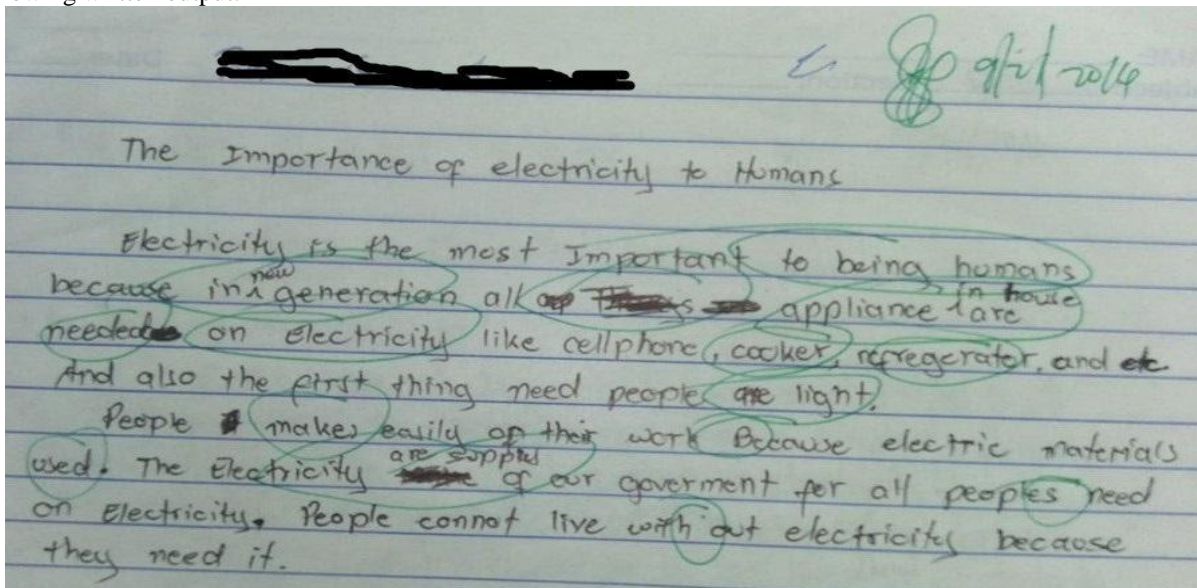 9/2/2014
The Importance of electricity to Humans
Electricity is the most Important to being humans
because in new generation all appliance in house are
needed on Electricity like cellphone, cooker, refregerator, and etc
And also the first thing need people are light.
People makes easily of their work Because electric materials
used. The Electricity are supply of our goverment for all peoples need
on Electricity. People connot live with out electricity because
they need it.